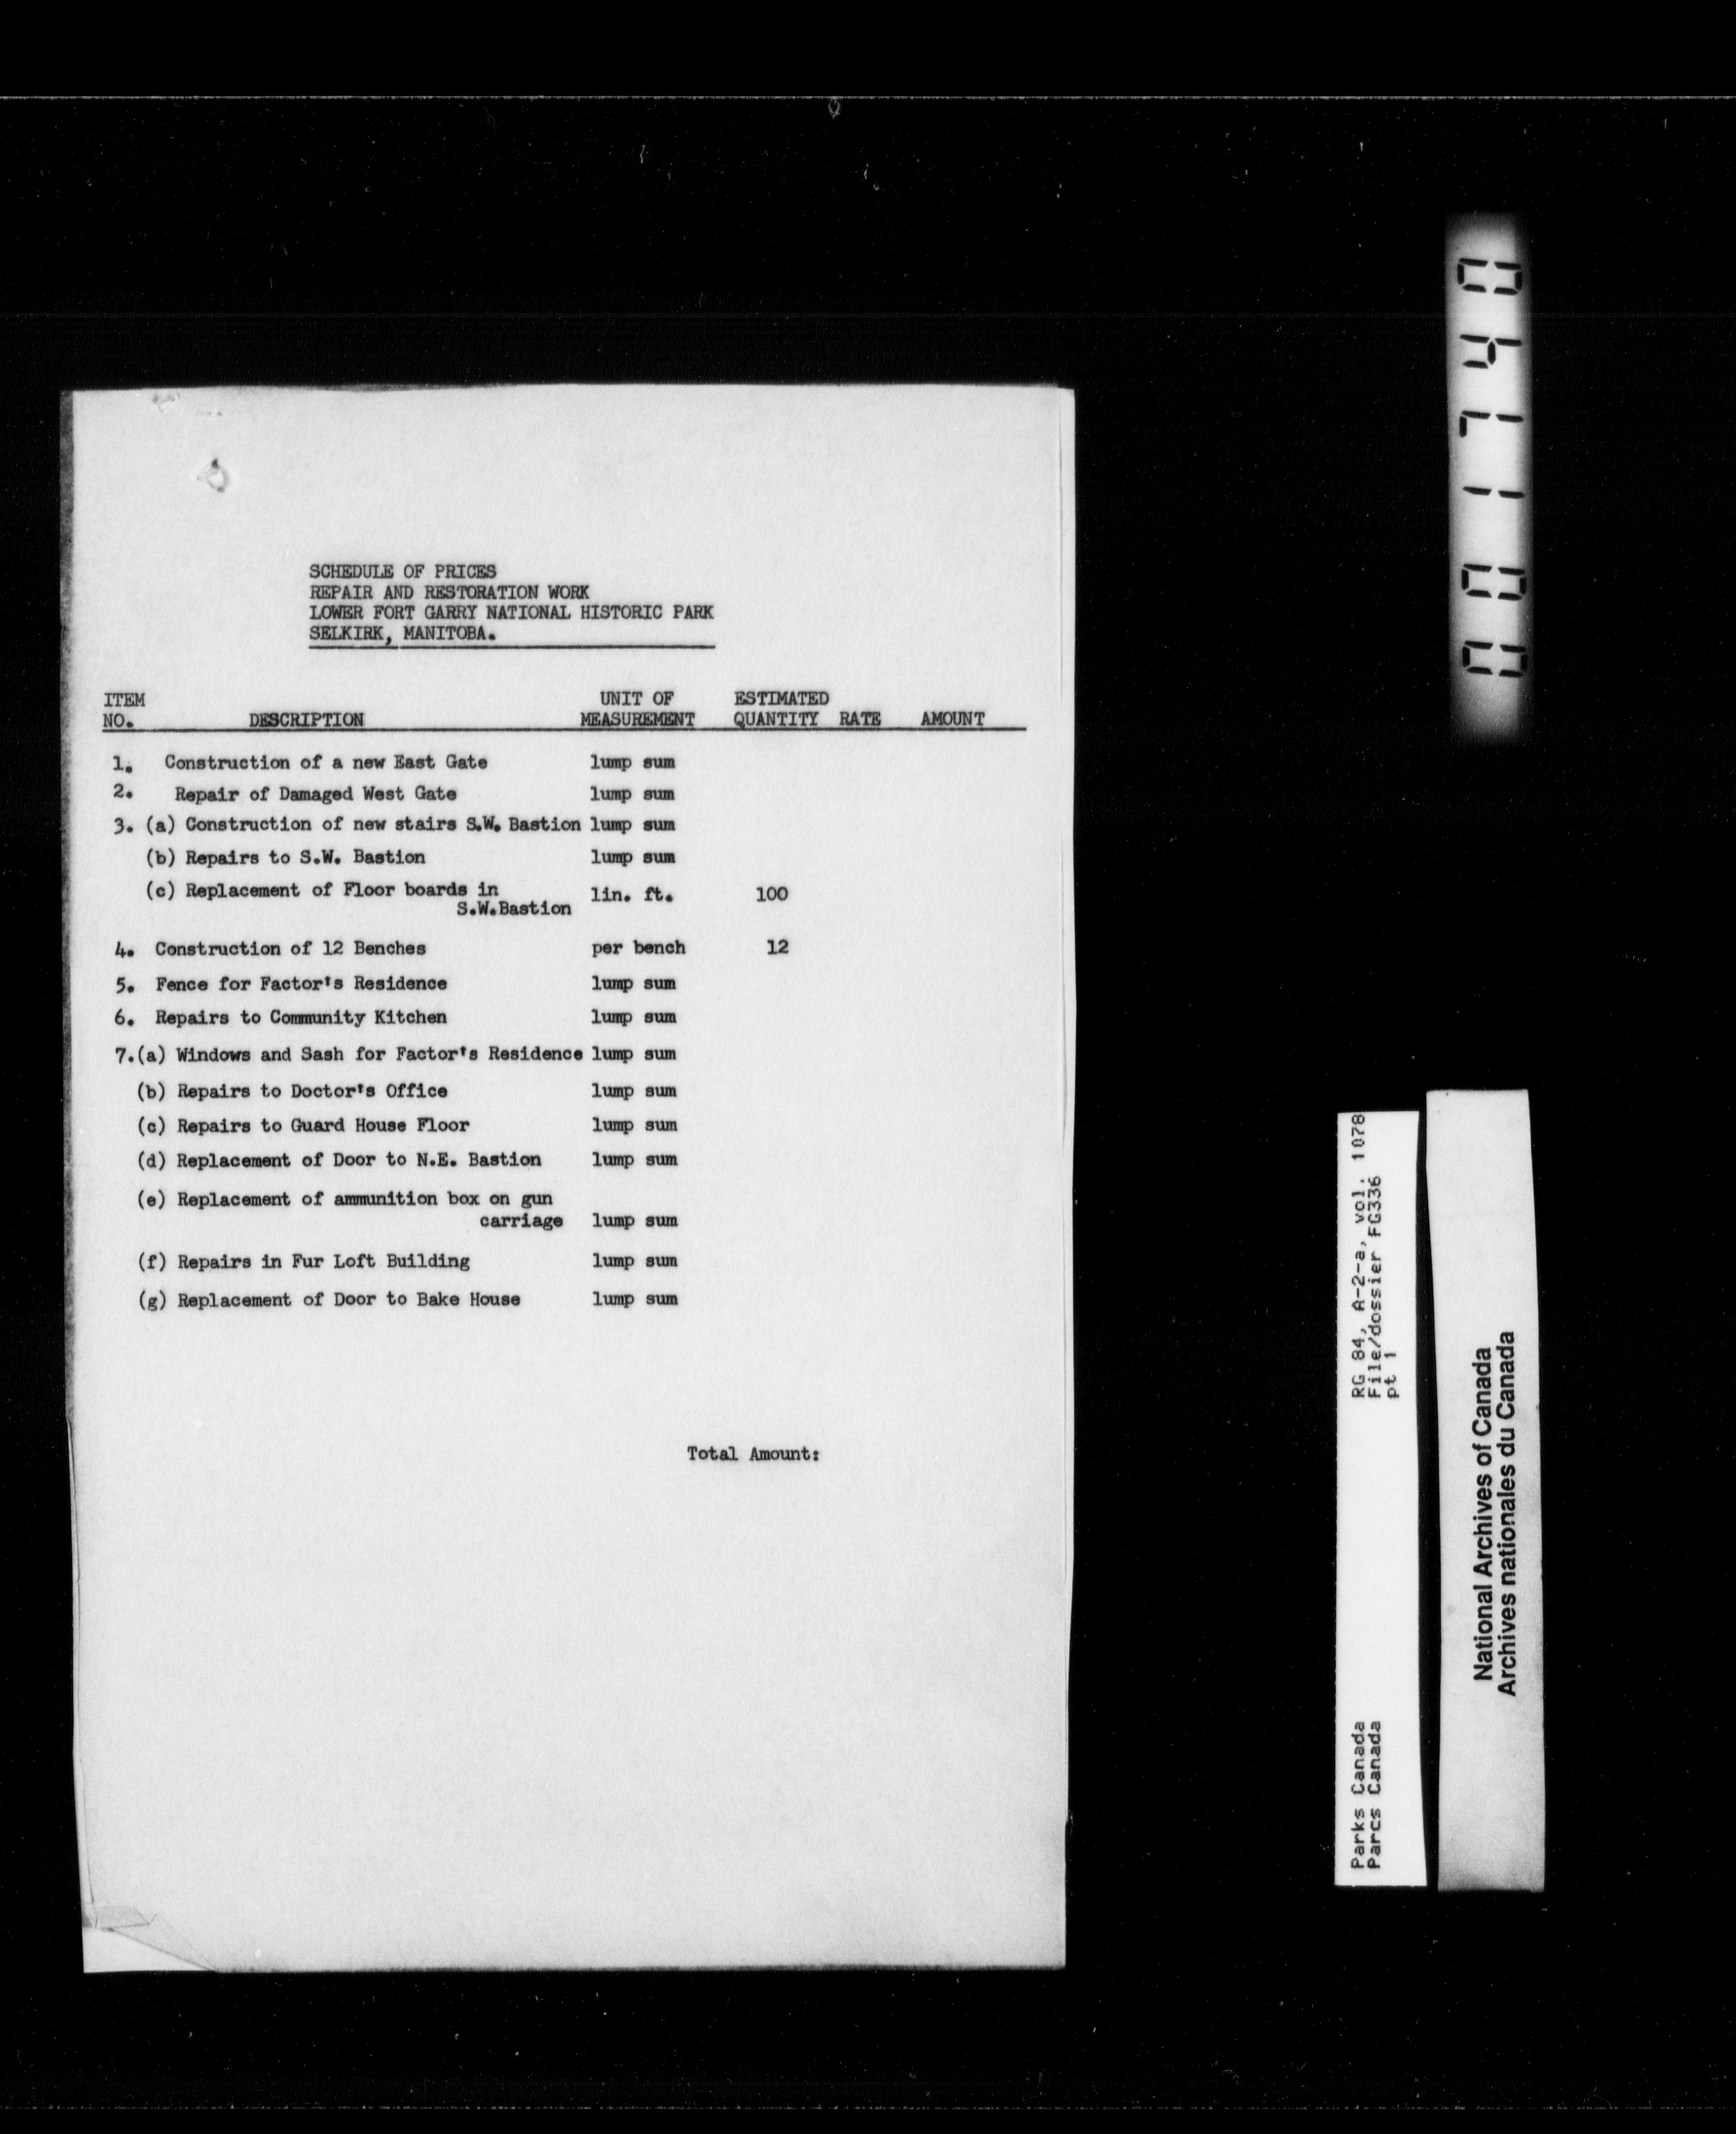 SCHEDULE OF PRICES
REPAIR AND RESTORATION WORK
LOWER FORT GARRY NATIONAL HISTORIC PARK
SELKIRK, MANITOBA.
ITEM NO. DESCRIPTION UNIT OF MEASUREMENT ESTIMATED QUANTITY RATE AMOUNT
1. Construction of a new East Gate lump sum
2. Repair of Damaged West Gate lump sum
3. (a) Construction of new stairs S.W. Bastion lump sum
(b) Repairs to S.W. Bastion lump sum
(c) Replacement of Floor boards in lin. ft. 100
S.W.Bastion
4. Construction of 12 Benches per bench 12
5. Fence for Factor's Residence lump sum
6. Repairs to Community Kitchen lump sum
7.(a) Windows and Sash for Factor's Residence lump sum
(b) Repairs to Doctor's Office lump sum
(c) Repairs to Guard House Floor lump sum
(d) Replacement of Door to N.E. Bastion lump sum
(e) Replacement of ammunition box on gun
carriage lump sum
(f) Repairs in Fur Loft Building lump sum
(g) Replacement of Door to Bake House lump sum
Total Amount:
001740
Parks Canada RG 84, A-2-a, vol. 1078
Parcs Canada File/dossier FG336
pt 1
National Archives of Canada
Archives nationales du Canada